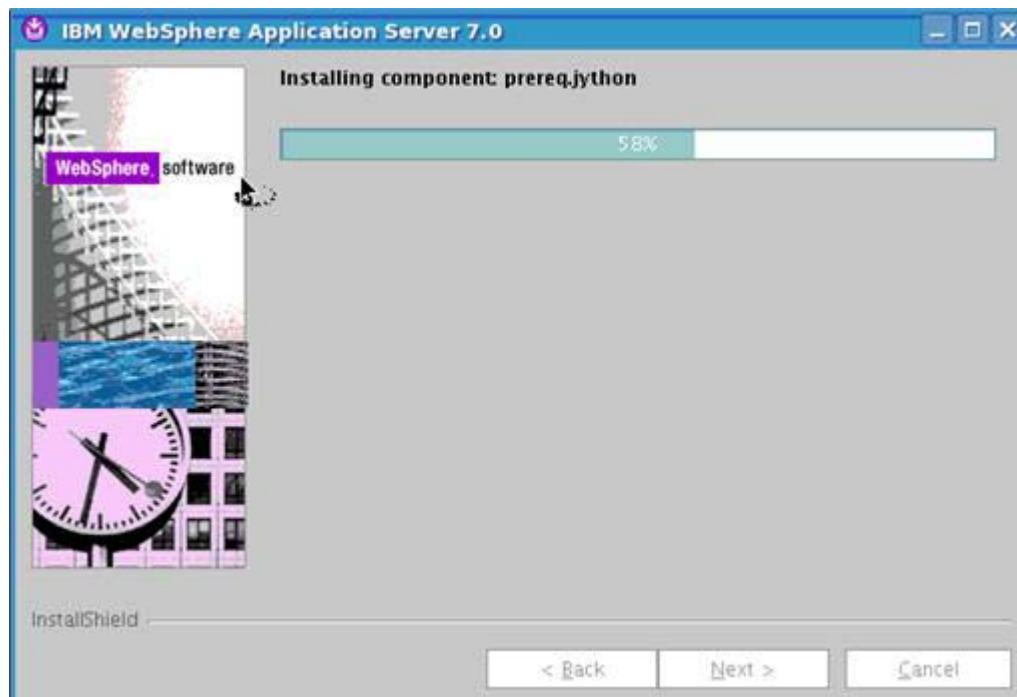 IBM WebSphere Application Server 7.0
Installing component: prereq.jython
58%
WebSphere. software
InstallShield
< Back
Next >
Cancel